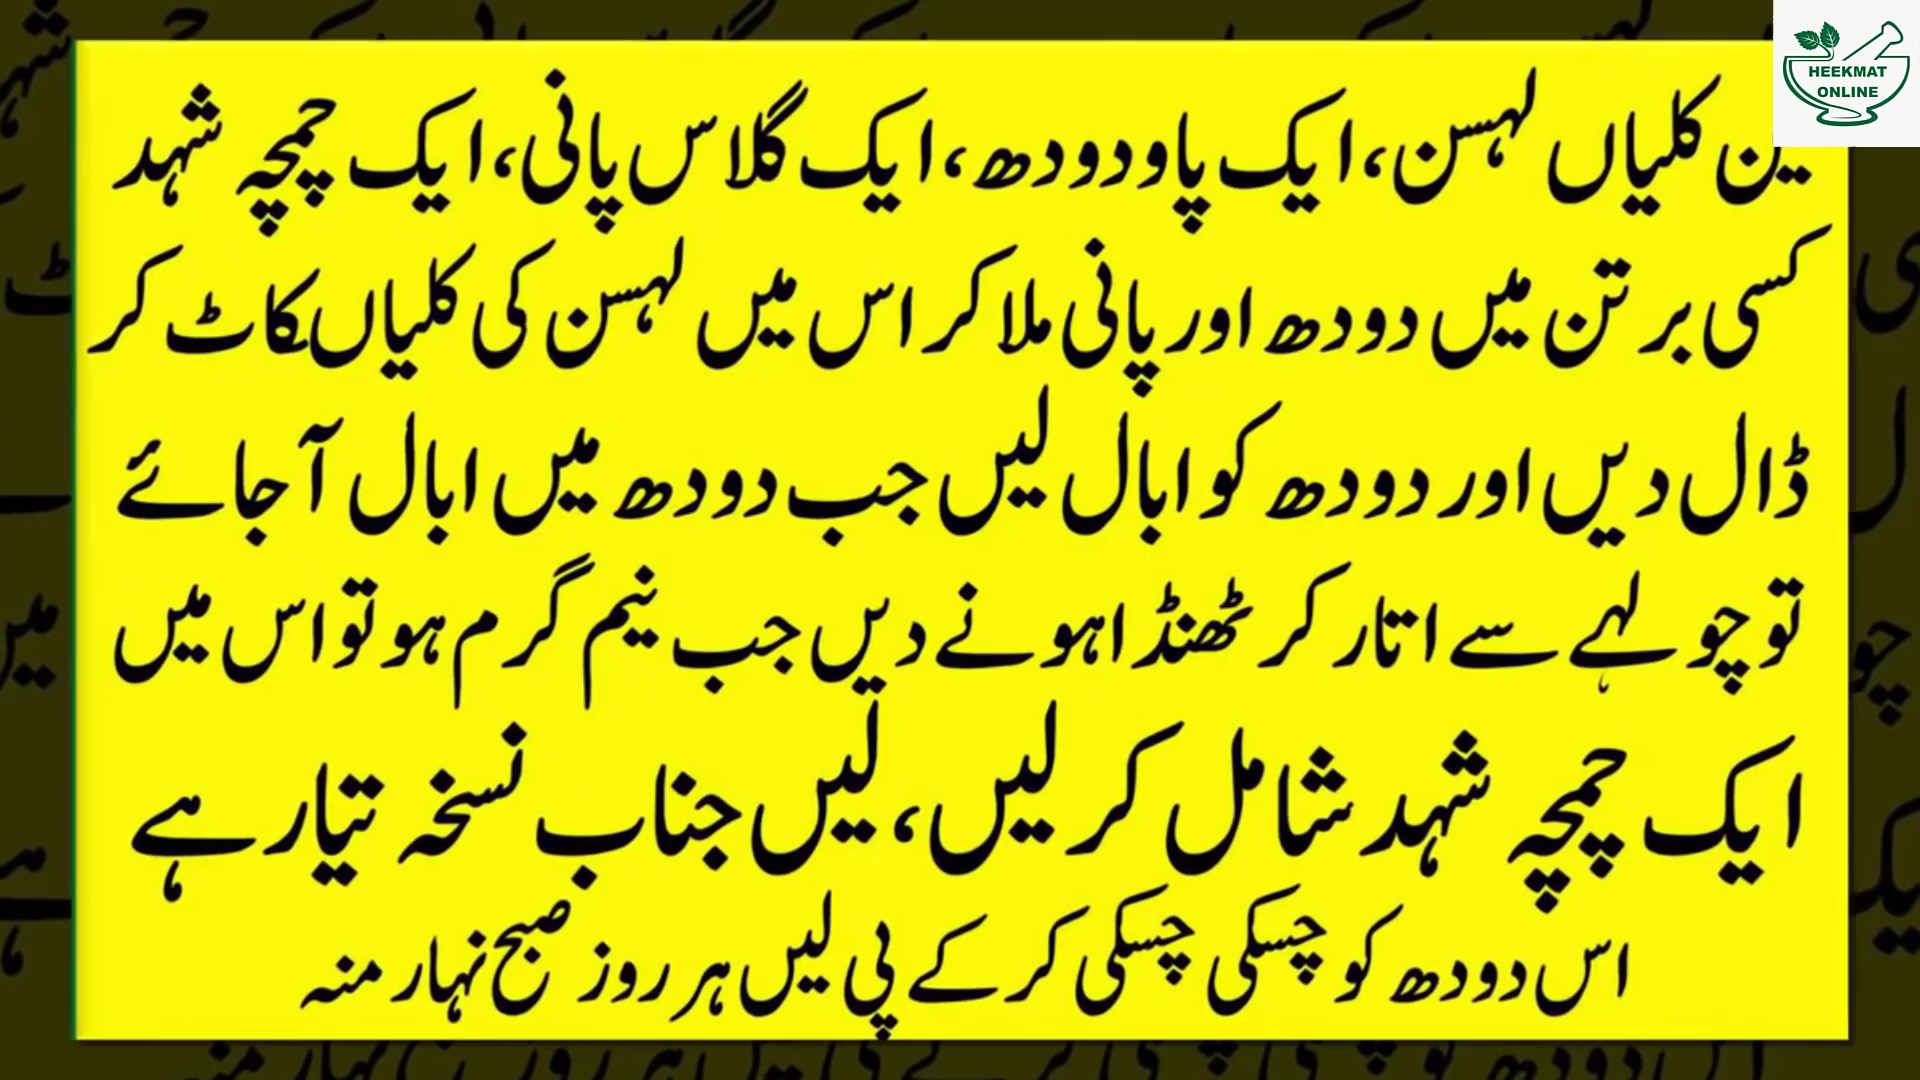 HEEKMAT
ONLINE
کلیاں لہسن، ایک پاو دودھ، ایک گلاس پانی، ایک چمچہ شہد
کسی برتن میں دودھ اور پانی ملا کر اس میں لہسن کی کلیاں کاٹ کر
ڈال دیں اور دودھ کو ابال لیں جب دودھ میں ابال آ جائے
تو چولہے سے اتار کر ٹھنڈا ہونے دیں جب نیم گرم ہو تو اس میں
ایک چمچہ شہد شامل کر لیں، لیں جناب نسخہ تیار ہے
اس دودھ کو چسکی چسکی کر کے پی لیں ہر روز صبح نہار منہ